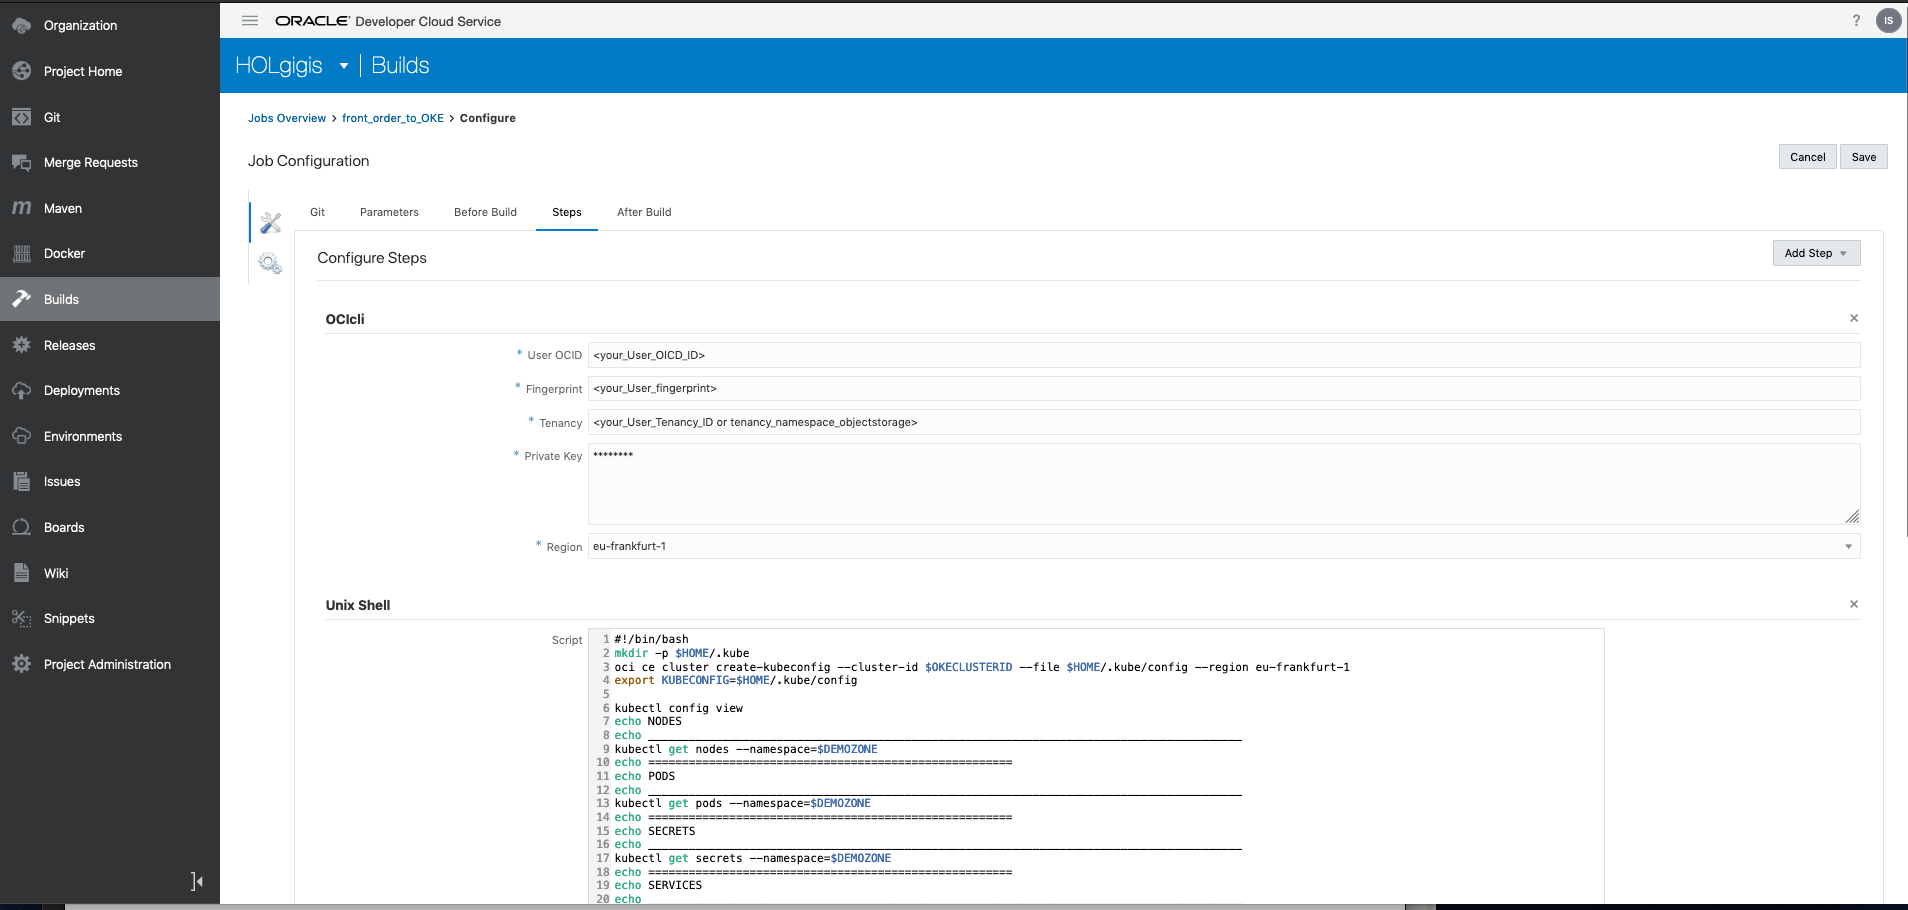 Organization
Project Home
Git
Merge Requests
Maven
Docker
Builds
Releases
Deployments
Environments
Issues
Boards
Wiki
Snippets
Project Administration
ORACLE® Developer Cloud Service
?
IS
HOLgigis | Builds
Jobs Overview > front_order_to_OKE > Configure
Job Configuration
Cancel
Save
Git
Parameters
Before Build
Steps
After Build
Configure Steps
Add Step
OCIcli
* User OCID <your_User_OICD_ID>
* Fingerprint <your_User_fingerprint>
* Tenancy <your_User_Tenancy_ID or tenancy_namespace_objectstorage>
* Private Key ********
* Region eu-frankfurt-1
Unix Shell
Script
1 #!/bin/bash
2 mkdir -p $HOME/.kube
3 oci ce cluster create-kubeconfig --cluster-id $OKECLUSTERID --file $HOME/.kube/config --region eu-frankfurt-1
4 export KUBECONFIG=$HOME/.kube/config
5
6 kubectl config view
7 echo NODES
8 echo ________________________________________________________________________________________
9 kubectl get nodes --namespace=$DEMOZONE
10 echo ======================================================
11 echo PODS
12 echo ________________________________________________________________________________________
13 kubectl get pods --namespace=$DEMOZONE
14 echo ======================================================
15 echo SECRETS
16 echo ________________________________________________________________________________________
17 kubectl get secrets --namespace=$DEMOZONE
18 echo ======================================================
19 echo SERVICES
20 echo